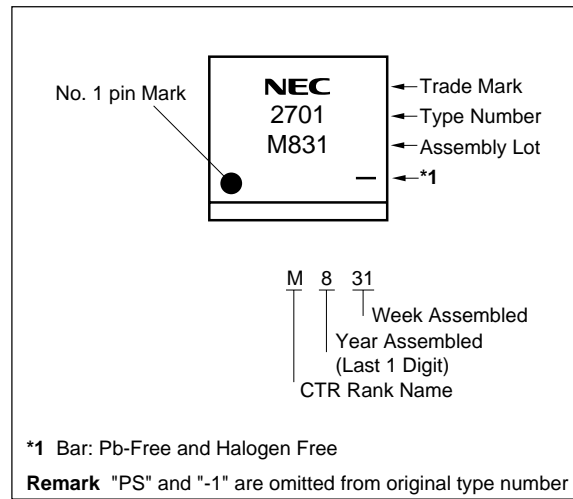 No. 1 pin Mark
NEC
2701
M831
Trade Mark
Type Number
Assembly Lot
*1
M 8 31
Week Assembled
Year Assembled
(Last 1 Digit)
CTR Rank Name
*1 Bar: Pb-Free and Halogen Free
Remark "PS" and "-1" are omitted from original type number